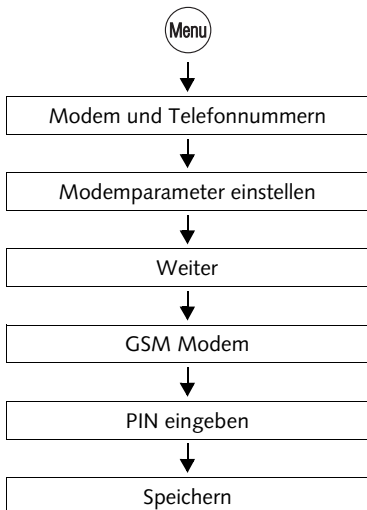 Menu
Modem und Telefonnummern
Modemparameter einstellen
Weiter
GSM Modem
PIN eingeben
Speichern